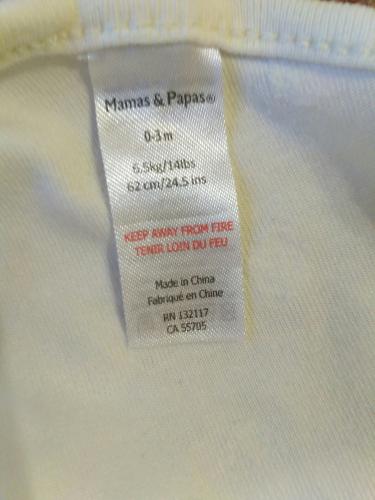 Mamas & Papas®
0-3 m
6.5kg/14lbs
62 cm/24.5 ins
KEEP AWAY FROM FIRE
TENIR LOIN DU FEU
Made in China
Fabriqué en Chine
RN 132117
CA 55705